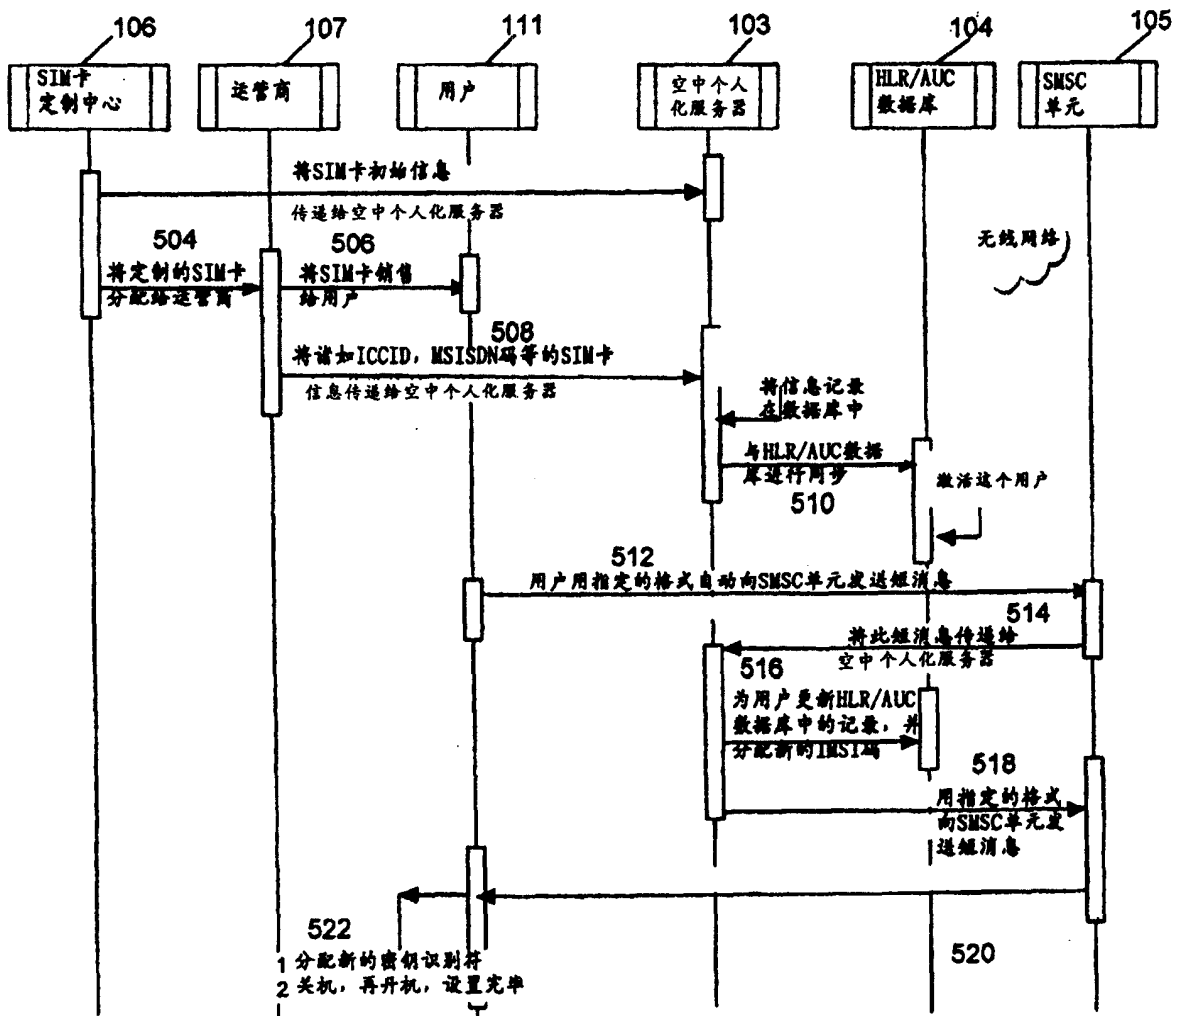 106
107
111
103
104
105
SIM卡
定制中心
运营商
用户
空中个人
化服务器
HLR/AUC
数据库
SMSC
单元
将SIM卡初始信息
传递给空中个人化服务器
无线网络
504
将定制的SIM卡
分配给运营商
506
将SIM卡销售
给用户
508
将诸如ICCID, MSISDN码等的SIM卡
信息传递给空中个人化服务器
将信息记录
在数据库中
与HLR/AUC数据
库进行同步
510
激活这个用户
512
用户用指定的格式自动向SMSC单元发送短消息
514
将此短消息传递给
空中个人化服务器
516
为用户更新HLR/AUC
数据库中的记录, 并
分配新的IMSI码
518
用指定的格式
向SMSC单元发
送短消息
520
522
1 分配新的密钥识别符
2 关机, 再开机, 设置完毕